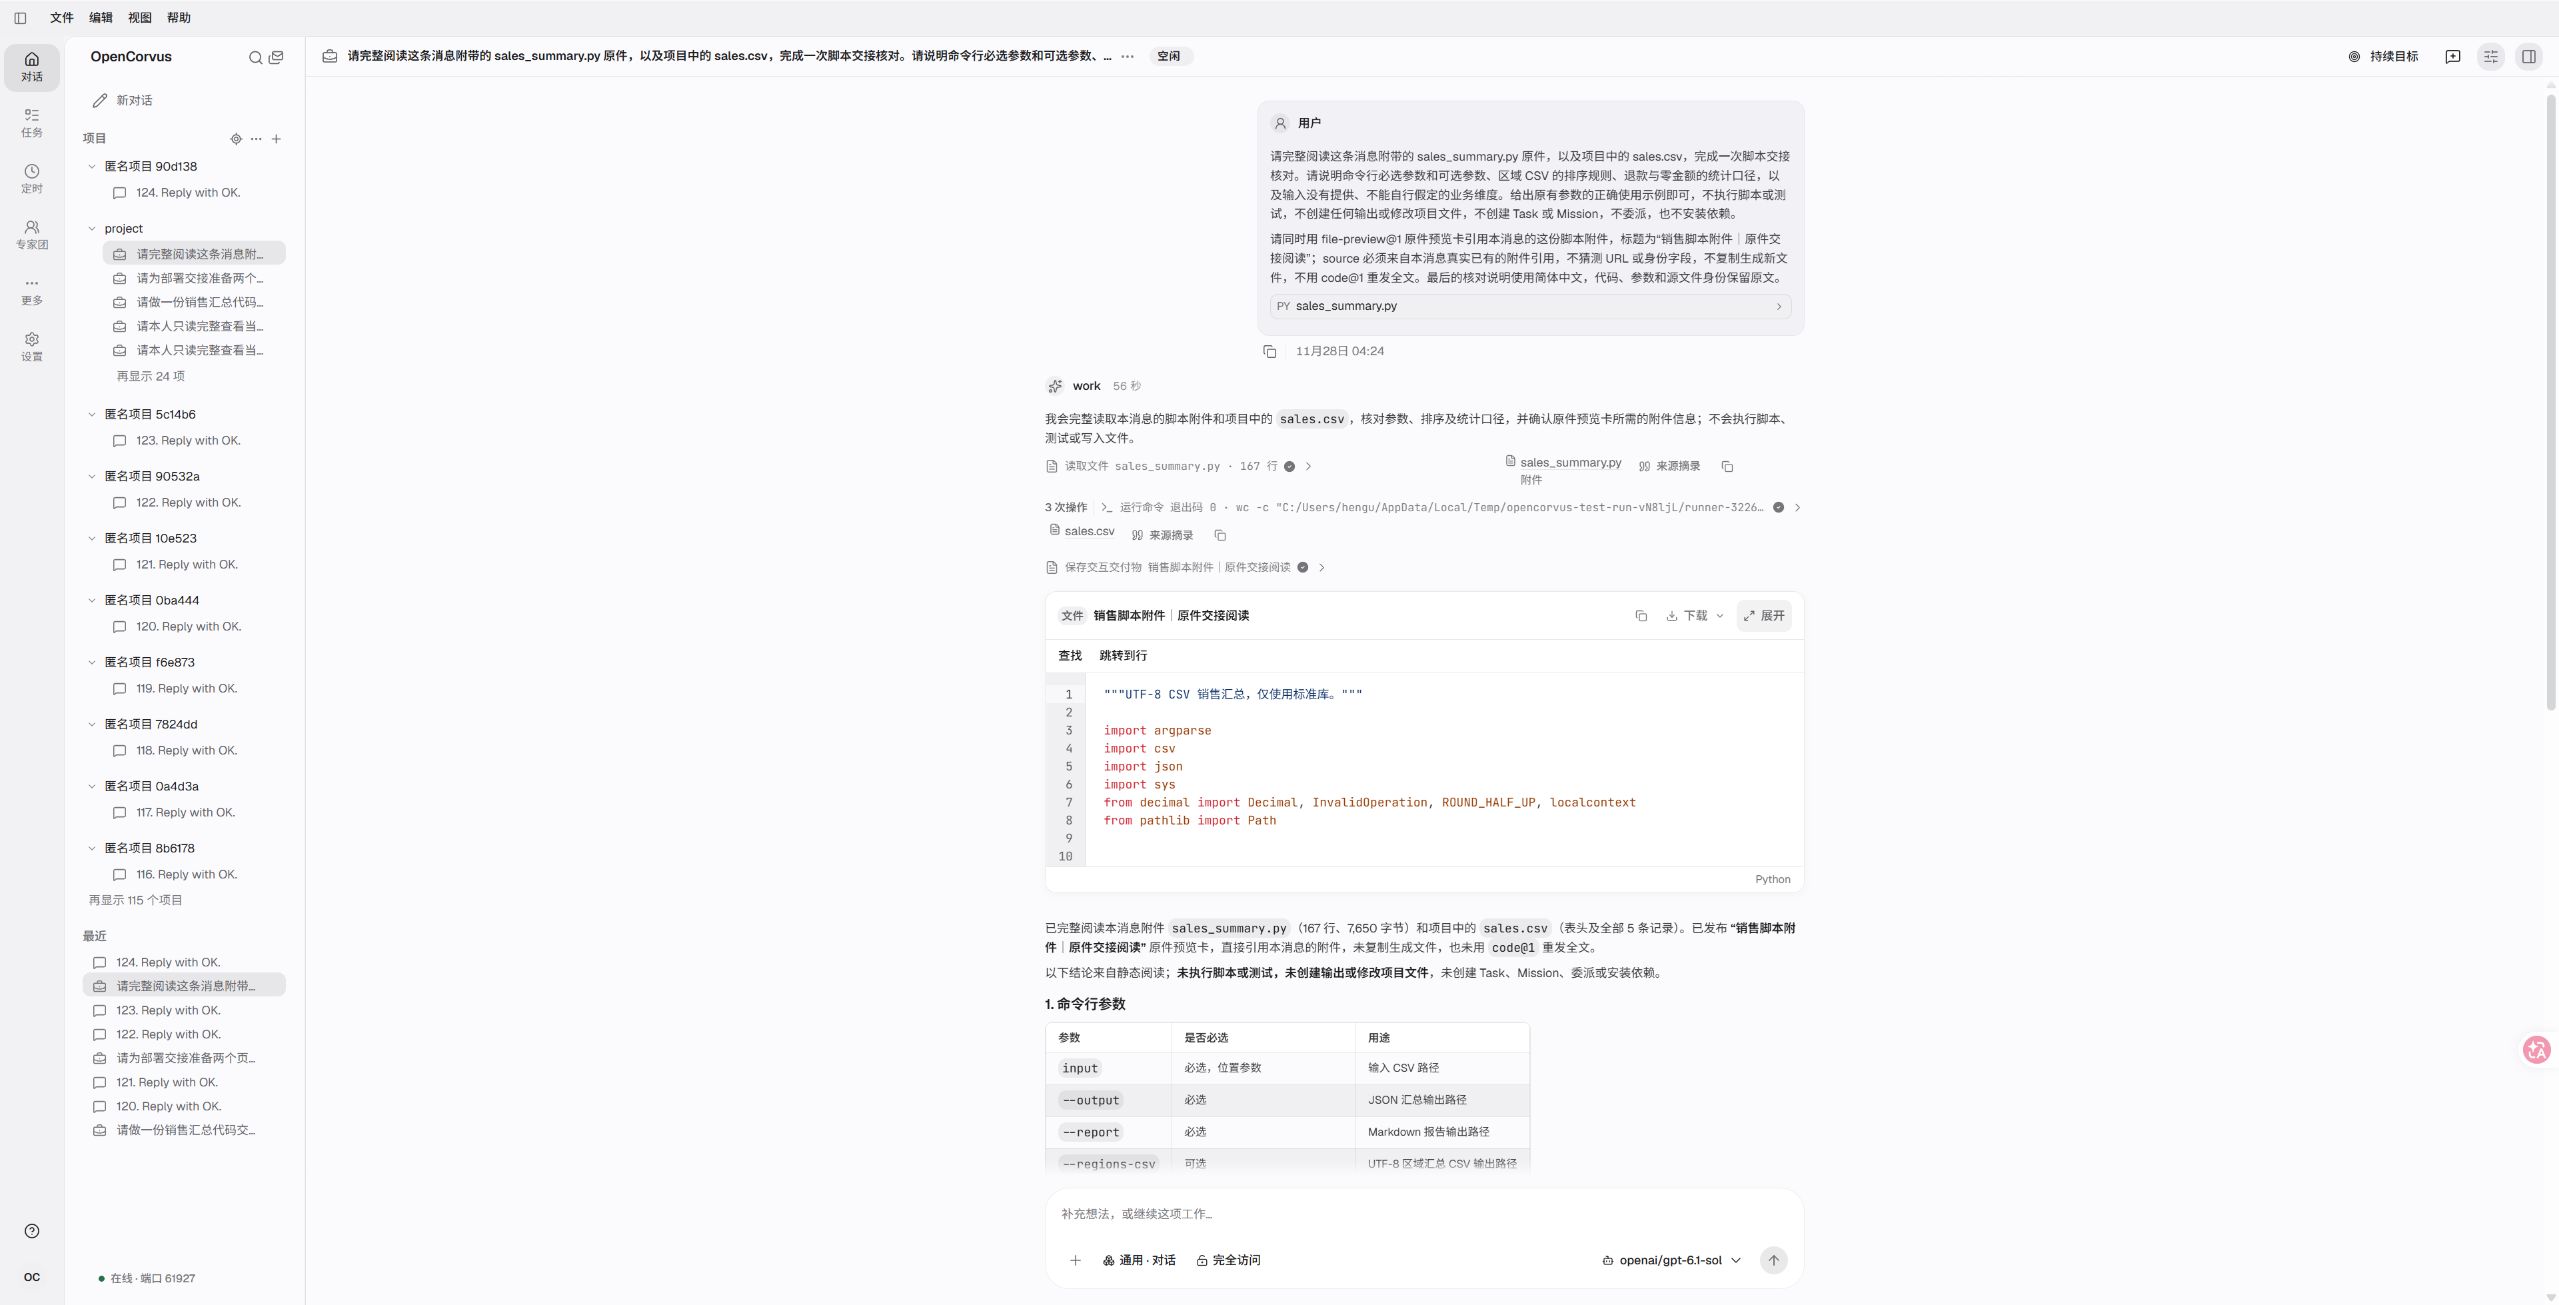 文件 编辑 视图 帮助
对话
任务
定时
专家团
更多
设置
OC
OpenCorvus
新对话
项目
匿名项目 90d138
124. Reply with OK.
project
请完整阅读这条消息附...
请为部署交接准备两个...
请做一份销售汇总代码...
请本人只读完整查看当...
请本人只读完整查看当...
再显示 24 项
匿名项目 5c14b6
123. Reply with OK.
匿名项目 90532a
122. Reply with OK.
匿名项目 10e523
121. Reply with OK.
匿名项目 0ba444
120. Reply with OK.
匿名项目 f6e873
119. Reply with OK.
匿名项目 7824dd
118. Reply with OK.
匿名项目 0a4d3a
117. Reply with OK.
匿名项目 8b6178
116. Reply with OK.
再显示 115 个项目
最近
124. Reply with OK.
请完整阅读这条消息附带...
123. Reply with OK.
122. Reply with OK.
请为部署交接准备两个页...
121. Reply with OK.
120. Reply with OK.
请做一份销售汇总代码交...
在线 · 端口 61927
请完整阅读这条消息附带的 sales_summary.py 原件，以及项目中的 sales.csv，完成一次脚本交接核对。请说明命令行必选参数和可选参数、... ··· 空闲
持续目标
用户
请完整阅读这条消息附带的 sales_summary.py 原件，以及项目中的 sales.csv，完成一次脚本交接
核对。请说明命令行必选参数和可选参数、区域 CSV 的排序规则、退款与零金额的统计口径，以
及输入没有提供、不能自行假定的业务维度。给出原有参数的正确使用示例即可，不执行脚本或测
试，不创建任何输出或修改项目文件，不创建 Task 或 Mission，不委派，也不安装依赖。
请同时用 file-preview@1 原件预览卡引用本消息的这份脚本附件，标题为“销售脚本附件｜原件交
接阅读”；source 必须来自本消息真实已有的附件引用，不猜测 URL 或身份字段，不复制生成新文
件，不用 code@1 重发全文。最后的核对说明使用简体中文，代码、参数和源文件身份保留原文。
PY sales_summary.py
11月28日 04:24
work 56 秒
我会完整读取本消息的脚本附件和项目中的 sales.csv，核对参数、排序及统计口径，并确认原件预览卡所需的附件信息；不会执行脚本、
测试或写入文件。
读取文件 sales_summary.py · 167 行
sales_summary.py 来源摘录
附件
3 次操作 运行命令 退出码 0 · wc -c "C:/Users/hengu/AppData/Local/Temp/opencorvus-test-run-vN8ljL/runner-3226…
sales.csv 来源摘录
保存交互交付物 销售脚本附件｜原件交接阅读
文件 销售脚本附件｜原件交接阅读 下载 展开
查找 跳转到行
1 """UTF-8 CSV 销售汇总，仅使用标准库。"""
2
3 import argparse
4 import csv
5 import json
6 import sys
7 from decimal import Decimal, InvalidOperation, ROUND_HALF_UP, localcontext
8 from pathlib import Path
9
10
Python
已完整阅读本消息附件 sales_summary.py（167 行、7,650 字节）和项目中的 sales.csv（表头及全部 5 条记录）。已发布 “销售脚本附
件｜原件交接阅读” 原件预览卡，直接引用本消息的附件，未复制生成文件，也未用 code@1 重发全文。
以下结论来自静态阅读；未执行脚本或测试，未创建输出或修改项目文件，未创建 Task、Mission、委派或安装依赖。
1. 命令行参数
参数 是否必选 用途
input 必选，位置参数 输入 CSV 路径
--output 必选 JSON 汇总输出路径
--report 必选 Markdown 报告输出路径
--regions-csv 可选 UTF-8 区域汇总 CSV 输出路径
补充想法，或继续这项工作...
通用 · 对话 完全访问 openai/gpt-6.1-sol